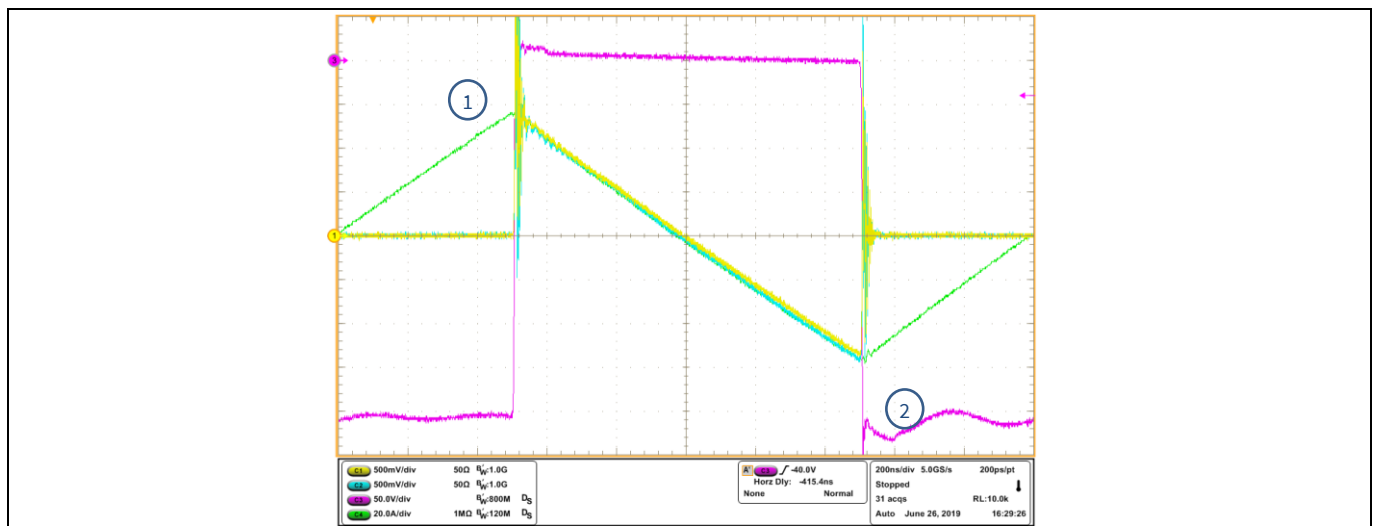 3
1
1
2
C1 500mV/div 50Ω BW:1.0G
C2 500mV/div 50Ω BW:1.0G
C3 50.0V/div BW:800M DS
C4 20.0A/div 1MΩ BW:120M DS
A' C3 -40.0V
Horz Dly: -415.4ns
None Normal
200ns/div 5.0GS/s 200ps/pt
Stopped
31 acqs RL:10.0k
Auto June 26, 2019 16:29:26